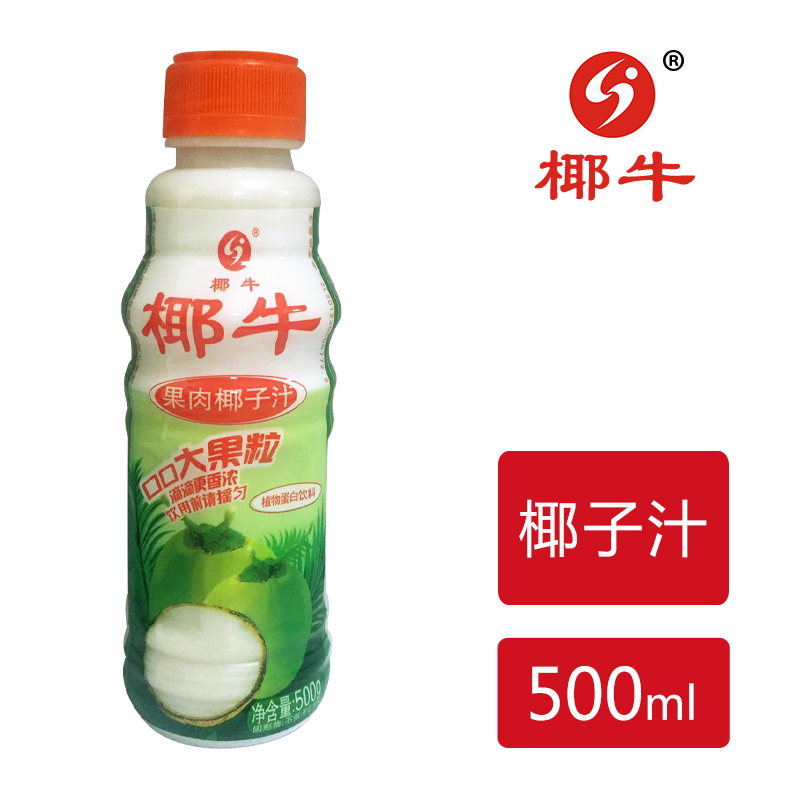 ®
椰牛
®
椰牛
椰牛
果肉椰子汁
口口大果粒
滴滴更香浓
饮用前请摇匀
植物蛋白饮料
净含量:500g
椰子汁
500ml